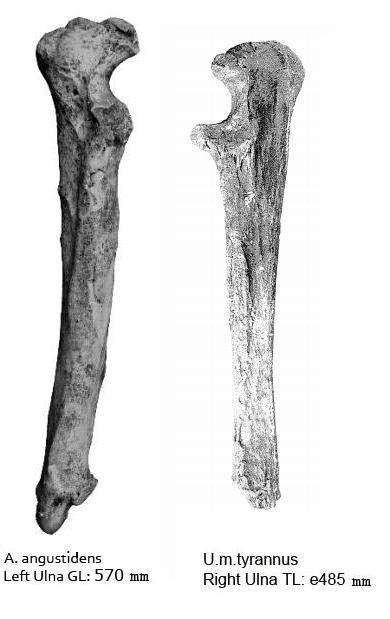 A. angustidens
Left Ulna GL: 570 mm
U.m.tyrannus
Right Ulna TL: e485 mm